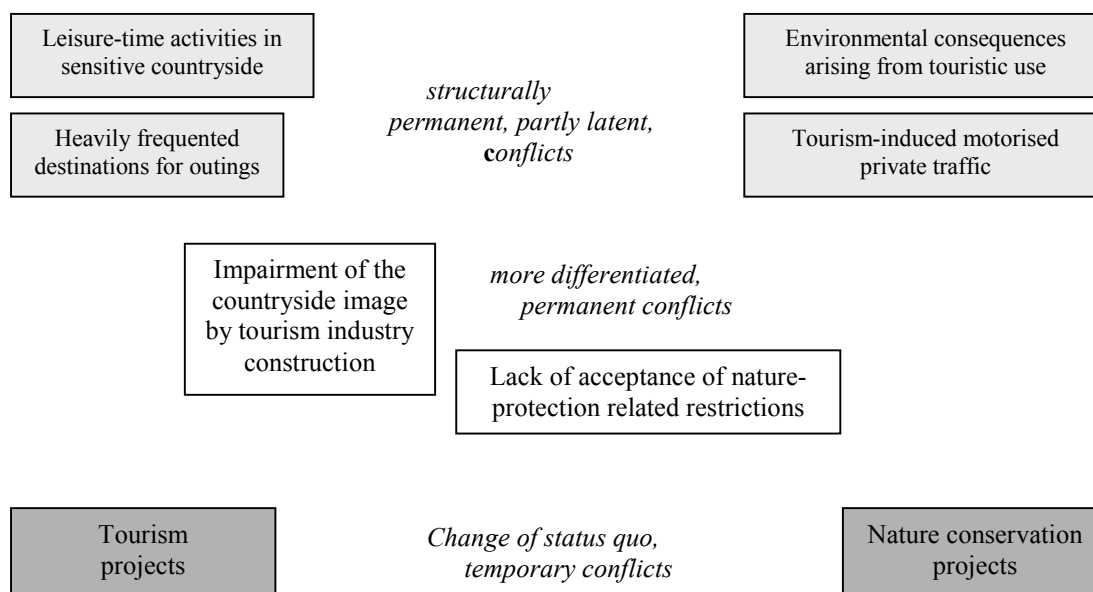 Leisure-time activities in
sensitive countryside
Environmental consequences
arising from touristic use
structurally
permanent, partly latent,
conflicts
Heavily frequented
destinations for outings
Tourism-induced motorised
private traffic
Impairment of the
countryside image
by tourism industry
construction
more differentiated,
permanent conflicts
Lack of acceptance of nature-
protection related restrictions
Tourism
projects
Change of status quo,
temporary conflicts
Nature conservation
projects